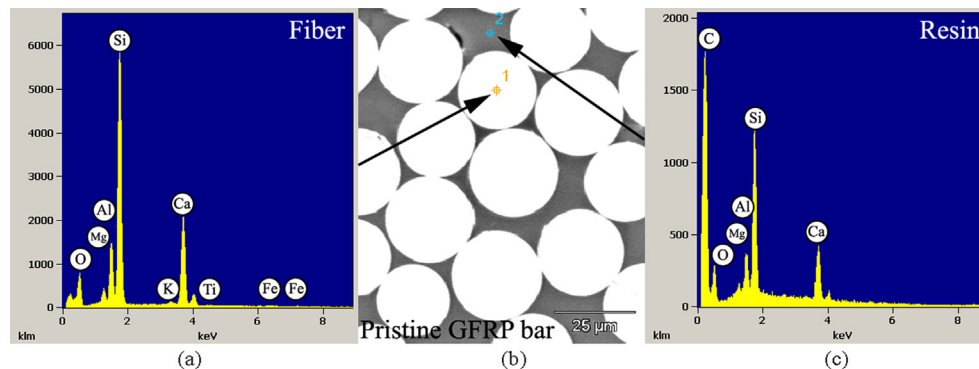 Fiber
6000
5000
4000
3000
2000
1000
0
Si
Ca
Al
Mg
O
K
Ti
Fe
Fe
0
2
4
6
8
klm
keV
(a)
2
1
Pristine GFRP bar
25 µm
(b)
Resin
2000
1500
1000
500
0
C
Si
Al
Mg
O
Ca
0
2
4
6
8
klm
keV
(c)